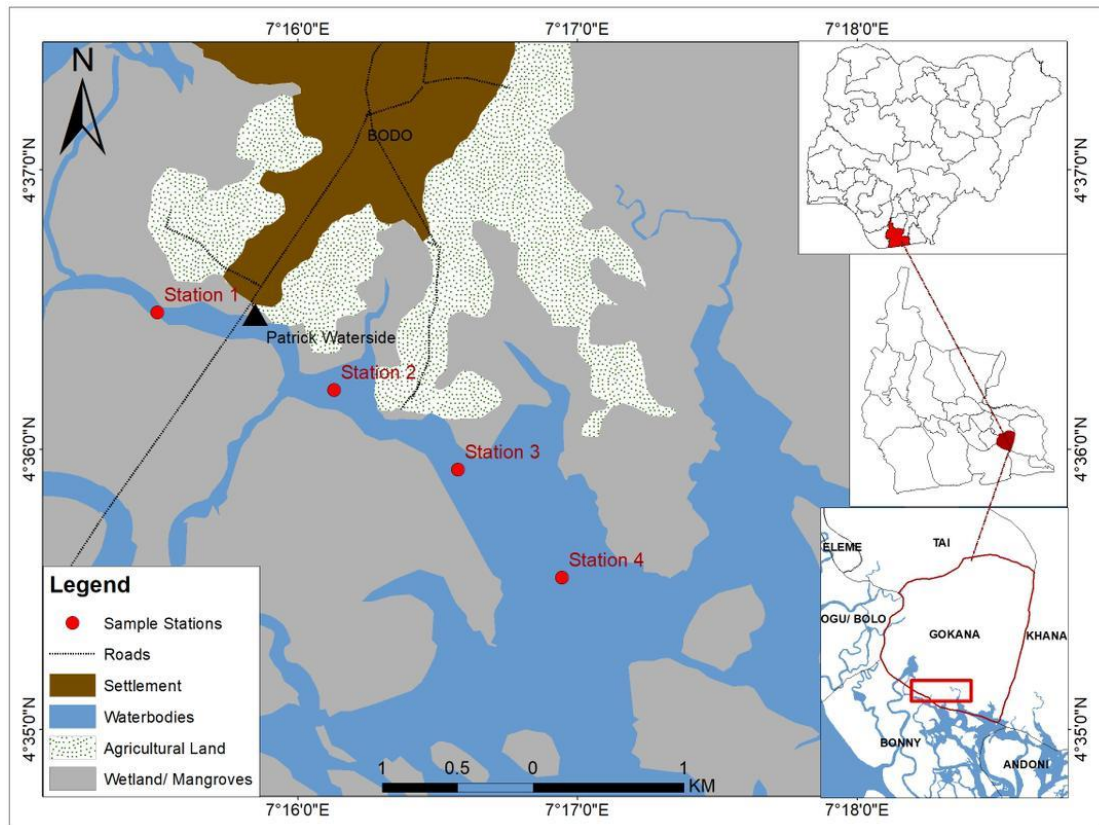 7°16'0"E
7°17'0"E
7°18'0"E
N
BODO
4°37'0"N
4°37'0"N
Station 1
Patrick Waterside
Station 2
4°36'0"N
Station 3
4°36'0"N
Station 4
TAI
ELEME
OGU/ BOLO
GOKANA
KHANA
BONNY
ANDONI
4°35'0"N
4°35'0"N
Legend
Sample Stations
Roads
Settlement
Waterbodies
Agricultural Land
Wetland/ Mangroves
1 0.5 0 1
KM
7°16'0"E
7°17'0"E
7°18'0"E